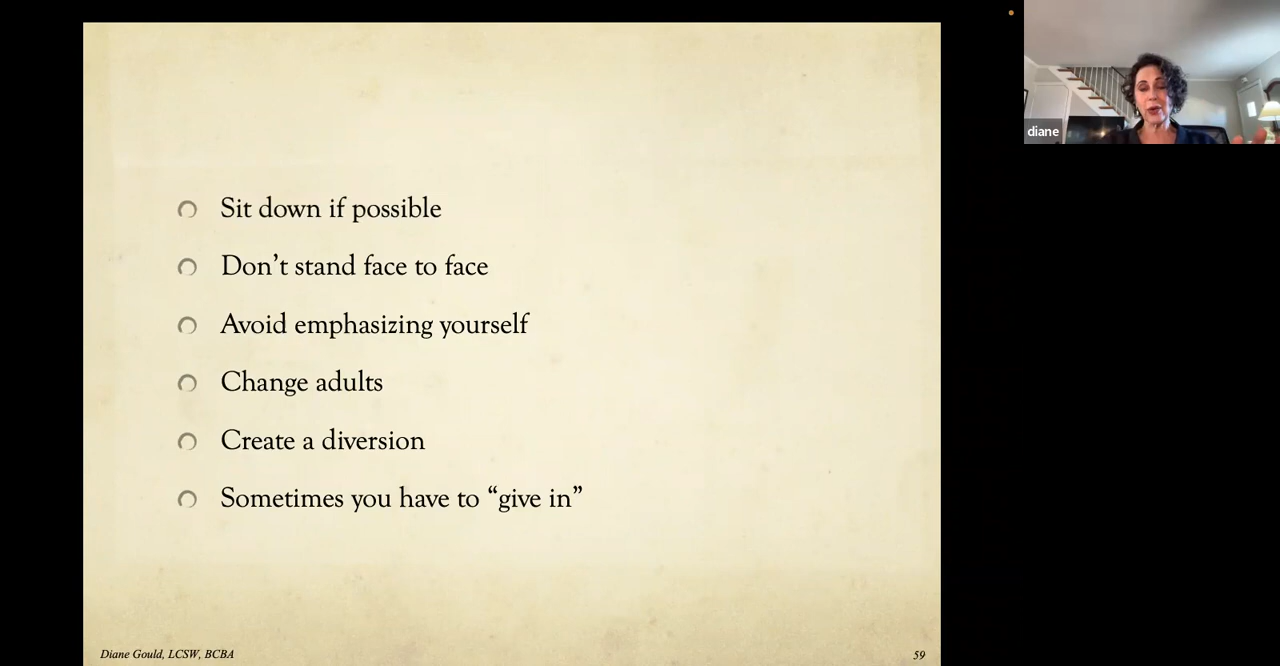 Sit down if possible
Don’t stand face to face
Avoid emphasizing yourself
Change adults
Create a diversion
Sometimes you have to “give in”
Diane Gould, LCSW, BCBA
59
diane